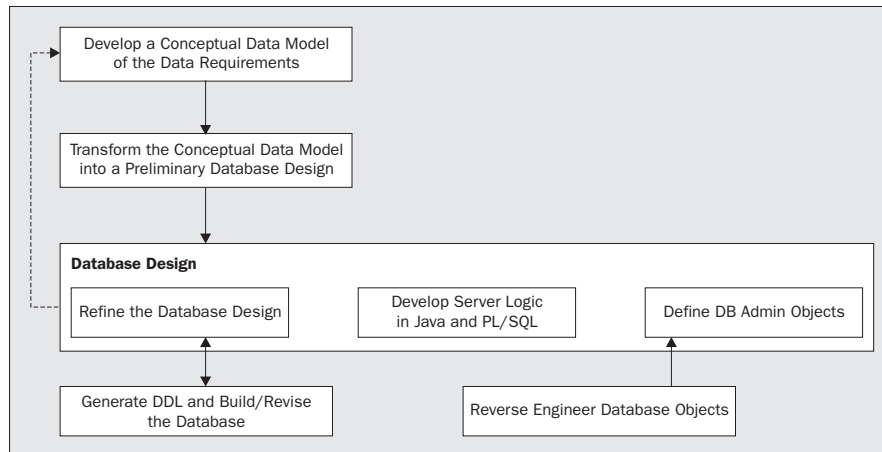 Develop a Conceptual Data Model
of the Data Requirements
Transform the Conceptual Data Model
into a Preliminary Database Design
Database Design
Refine the Database Design
Develop Server Logic
in Java and PL/SQL
Define DB Admin Objects
Generate DDL and Build/Revise
the Database
Reverse Engineer Database Objects